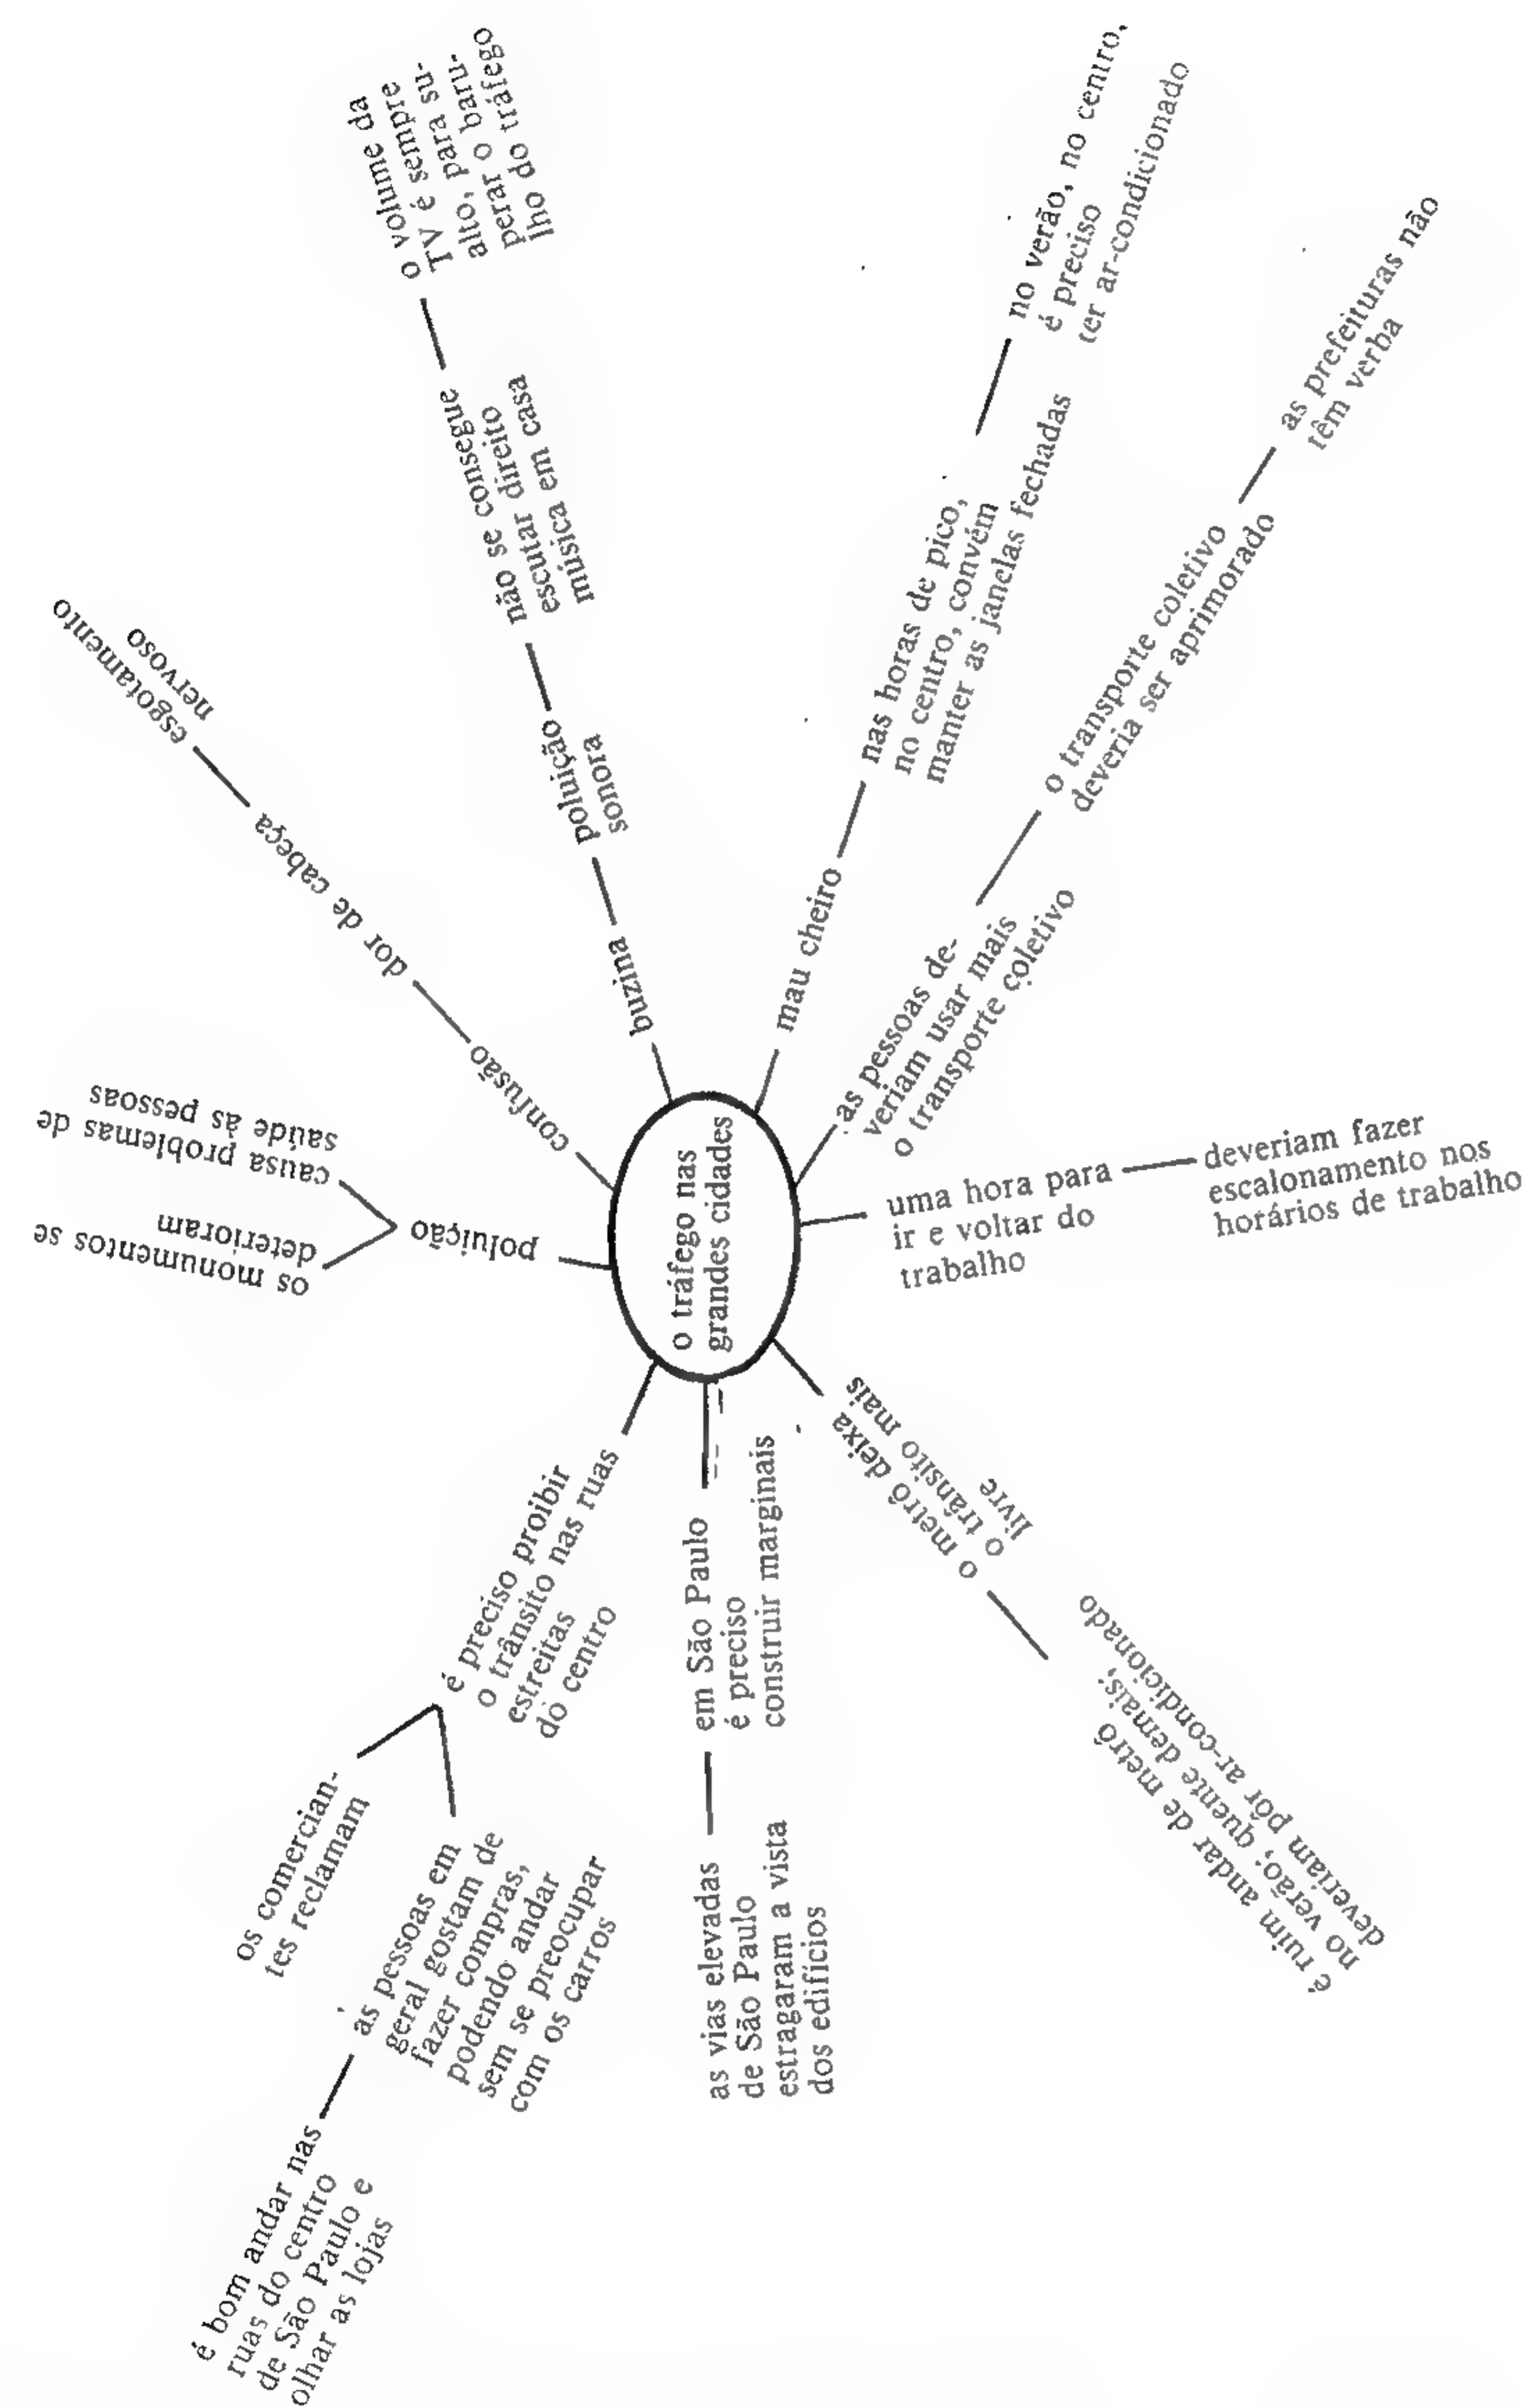 o tráfego nas
grandes cidades
buzina
poluição
sonora
não se consegue
escutar direito
música em casa
o volume da
TV é sempre
alto, para su-
perar o baru-
lho do tráfego
mau cheiro
nas horas de pico,
no centro, convém
manter as janelas fechadas
no verão, no centro,
é preciso
ter ar-condicionado
as pessoas de-
veriam usar mais
o transporte coletivo
o transporte coletivo
deveria ser aprimorado
as prefeituras não
têm verba
uma hora para
ir e voltar do
trabalho
deveriam fazer
escalonamento nos
horários de trabalho
o metrô deixa
o trânsito mais
livre
é ruim andar de metrô
no verão; quente demais;
deveriam pôr ar-condicionado
em São Paulo
é preciso
construir marginais
as vias elevadas
de São Paulo
estragaram a vista
dos edifícios
é preciso proibir
o trânsito nas ruas
estreitas
do centro
os comercian-
tes reclamam
as pessoas em
geral gostam de
fazer compras,
podendo andar
sem se preocupar
com os carros
é bom andar nas
ruas do centro
de São Paulo e
olhar as lojas
poluição
os monumentos se
deterioram
causa problemas de
saúde às pessoas
confusão
dor de cabeça
esgotamento
nervoso